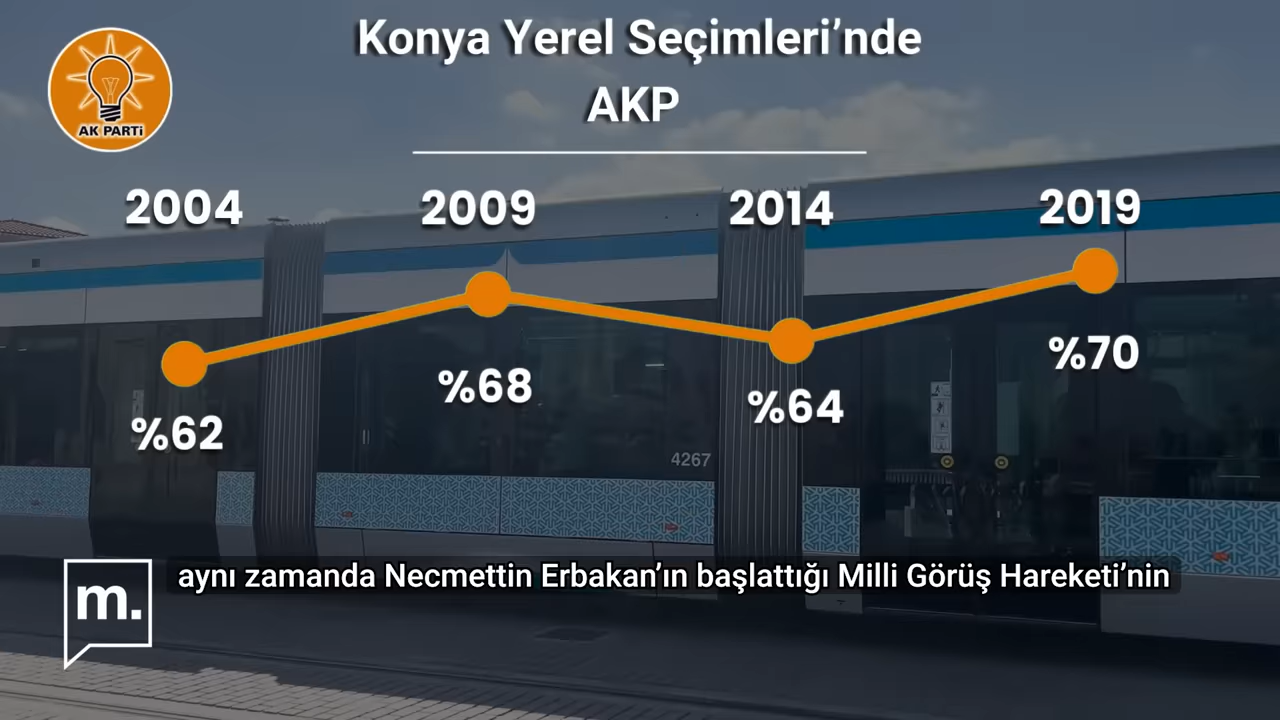 Konya Yerel Seçimleri’nde
AKP
AK PARTİ
2004
2009
2014
2019
%62
%68
%64
%70
4267
aynı zamanda Necmettin Erbakan’ın başlattığı Milli Görüş Hareketi’nin
m.